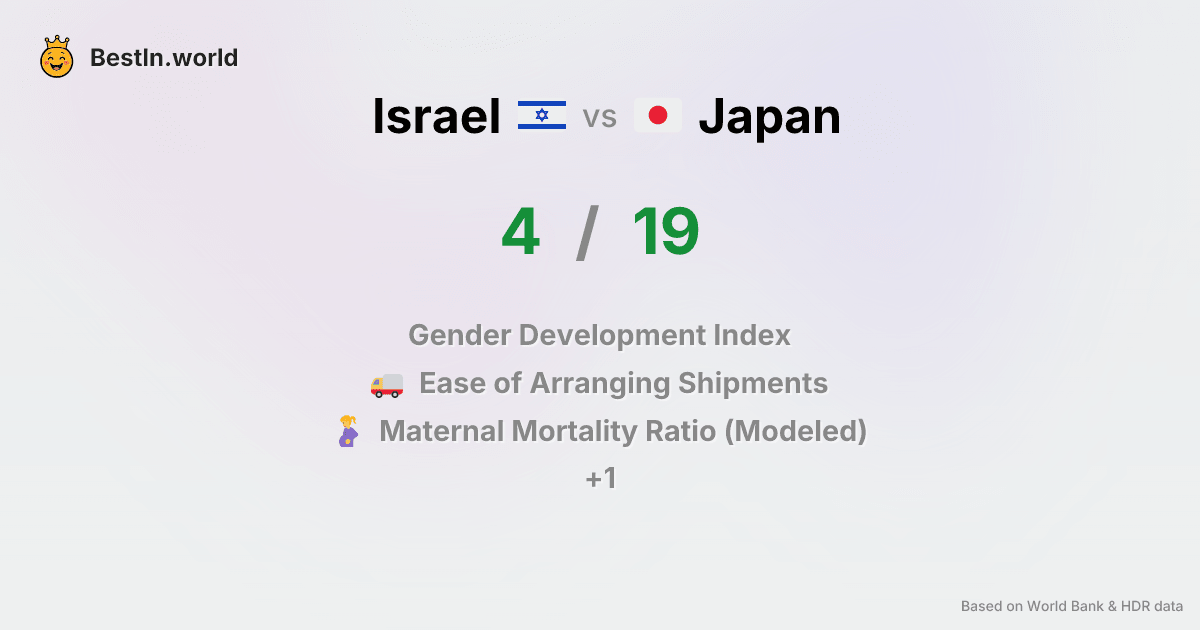 BestIn.world
Israel vs Japan
4 / 19
Gender Development Index
Ease of Arranging Shipments
Maternal Mortality Ratio (Modeled)
+1
Based on World Bank & HDR data